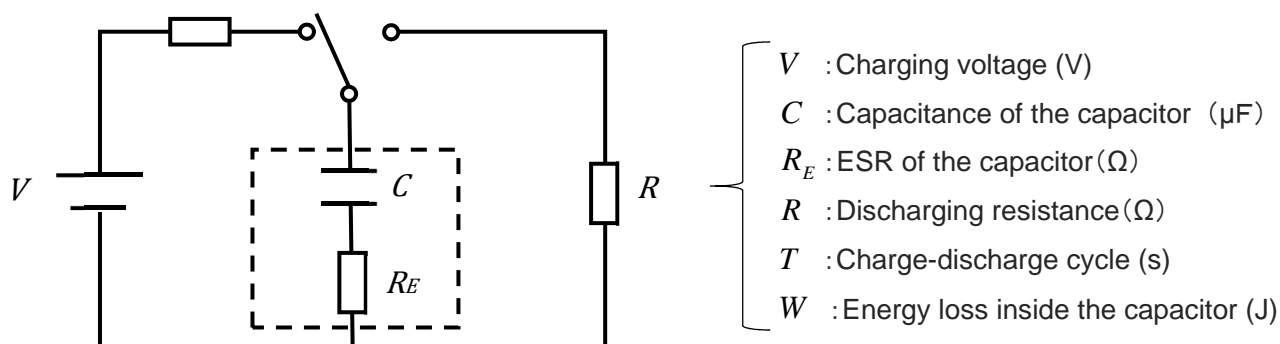 V
C
R_E
R
V :Charging voltage (V)
C :Capacitance of the capacitor （μF）
R_E :ESR of the capacitor（Ω）
R :Discharging resistance（Ω）
T :Charge-discharge cycle (s)
W :Energy loss inside the capacitor (J)